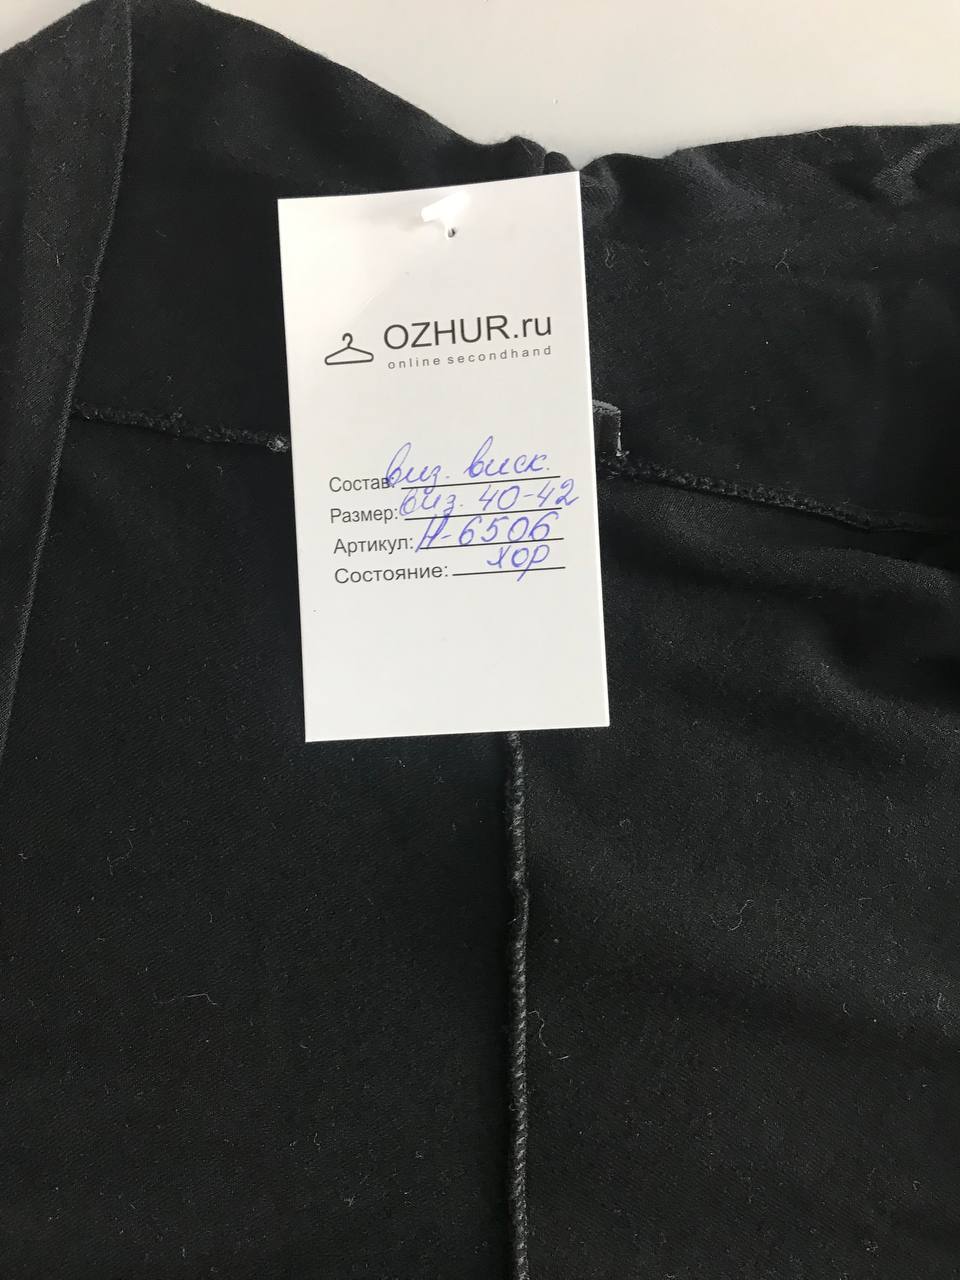 OZHUR.ru
online secondhand
Состав: виз. виск.
Размер: виз. 40-42
Артикул: Н-6506
Состояние: хор